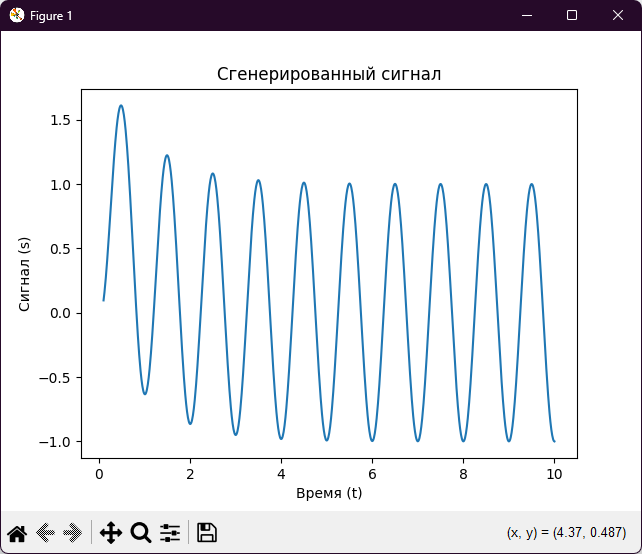 Figure 1
Сгенерированный сигнал
Сигнал (s)
1.5
1.0
0.5
0.0
−0.5
−1.0
0 2 4 6 8 10
Время (t)
(x, y) = (4.37, 0.487)